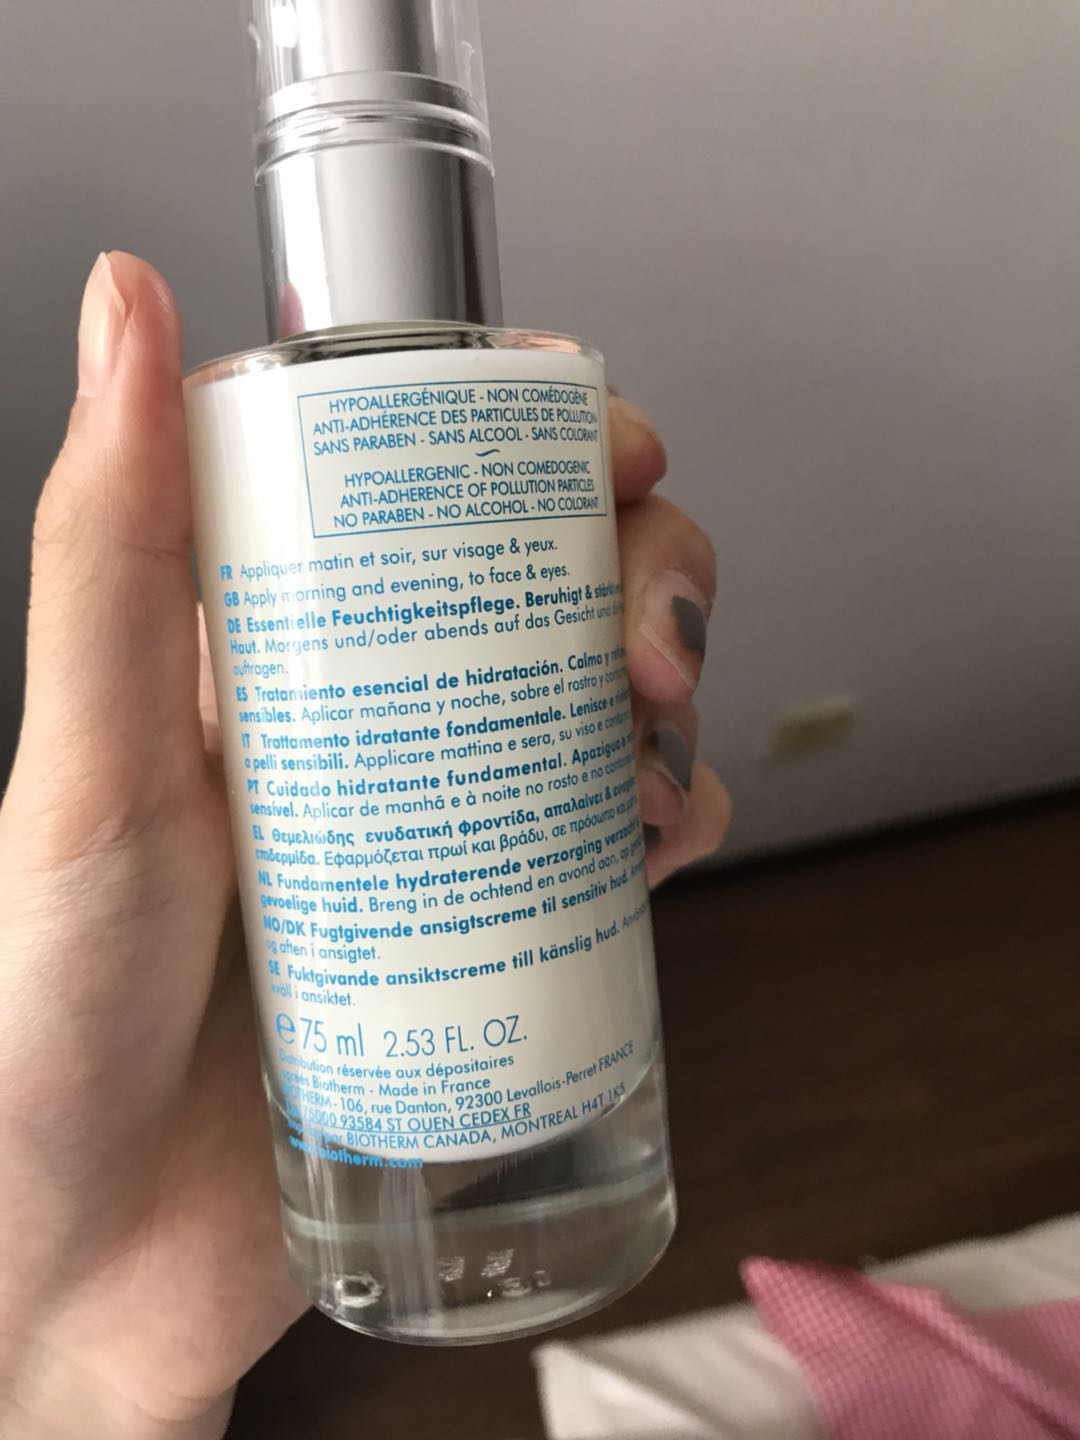 HYPOALLERGÉNIQUE - NON COMÉDOGÈNE
ANTI-ADHÉRENCE DES PARTICULES DE POLLUTION
SANS PARABEN - SANS ALCOOL - SANS COLORANT
HYPOALLERGENIC - NON COMEDOGENIC
ANTI-ADHERENCE OF POLLUTION PARTICLES
NO PARABEN - NO ALCOHOL - NO COLORANT
FR Appliquer matin et soir, sur visage & yeux.
GB Apply morning and evening, to face & eyes.
DE Essentielle Feuchtigkeitspflege. Beruhigt &
Haut. Morgens und/oder abends auf das Gesicht und
auftragen.
ES Tratamiento esencial de hidratación. Calma y
sensibles. Aplicar mañana y noche, sobre el rostro y
IT Trattamento idratante fondamentale. Lenisce e
a pelli sensibili. Applicare mattina e sera, su viso e
PT Cuidado hidratante fundamental. Apazigua e
sensível. Aplicar de manhã e à noite no rosto e no
EL Θεμελιώδης ενυδατική φροντίδα, απαλαίνει &
επιδερμίδα. Εφαρμόζεται πρωί και βράδυ, σε πρόσωπο και
NL Fundamentele hydraterende verzorging
gevoelige huid. Breng in de ochtend en avond aan, op
NO/DK Fugtgivende ansigtscreme til sensitiv hud.
og aften i ansigtet.
SE Fuktgivande ansiktscreme till känslig hud.
kväll i ansiktet.
e 75 ml 2.53 FL. OZ.
Distribution réservée aux dépositaires
agréés Biotherm - Made in France
BIOTHERM - 106, rue Danton, 92300 Levallois-Perret FRANCE
75000 93584 ST OUEN CEDEX FR
par BIOTHERM CANADA, MONTREAL H4T 1K5
www.biotherm.com